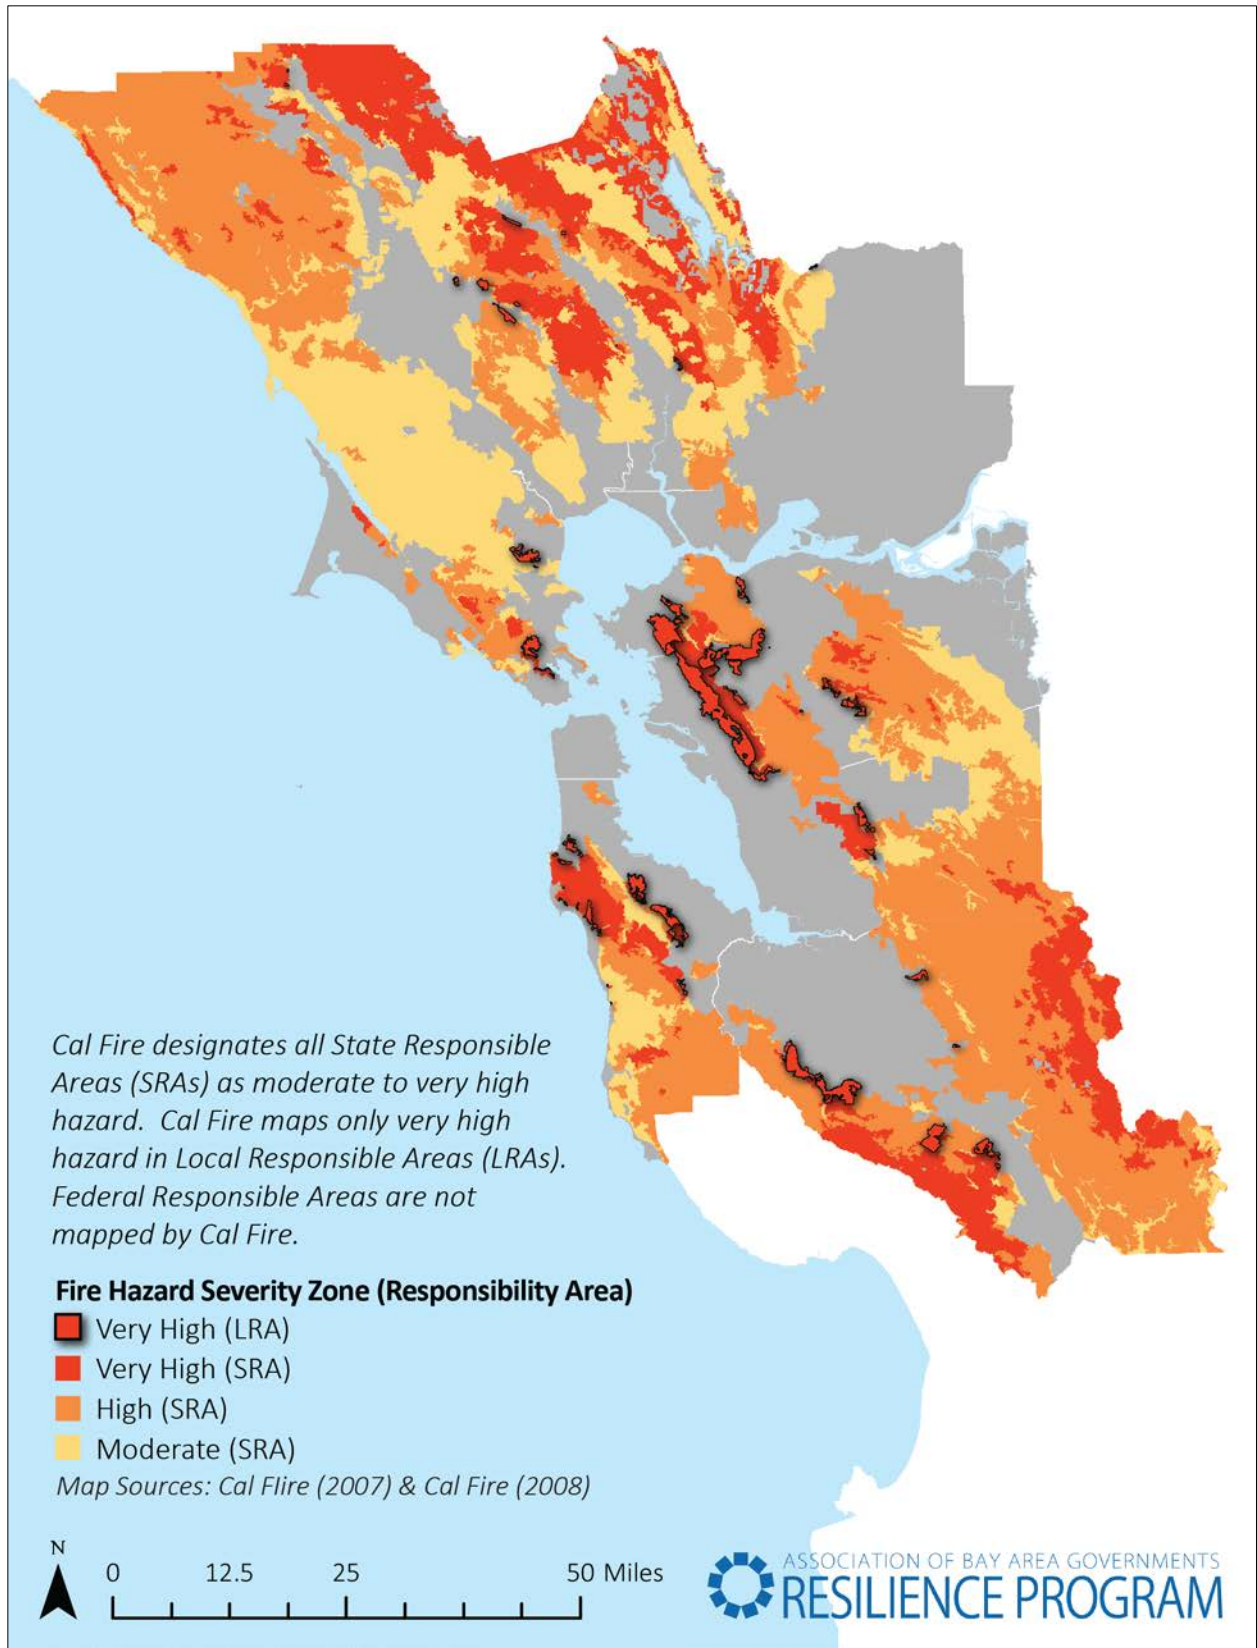 Cal Fire designates all State Responsible
Areas (SRAs) as moderate to very high
hazard.  Cal Fire maps only very high
hazard in Local Responsible Areas (LRAs).
Federal Responsible Areas are not
mapped by Cal Fire.
Fire Hazard Severity Zone (Responsibility Area)
Very High (LRA)
Very High (SRA)
High (SRA)
Moderate (SRA)
Map Sources: Cal FIire (2007) & Cal Fire (2008)
N
0 12.5 25 50 Miles
ASSOCIATION OF BAY AREA GOVERNMENTS
RESILIENCE PROGRAM